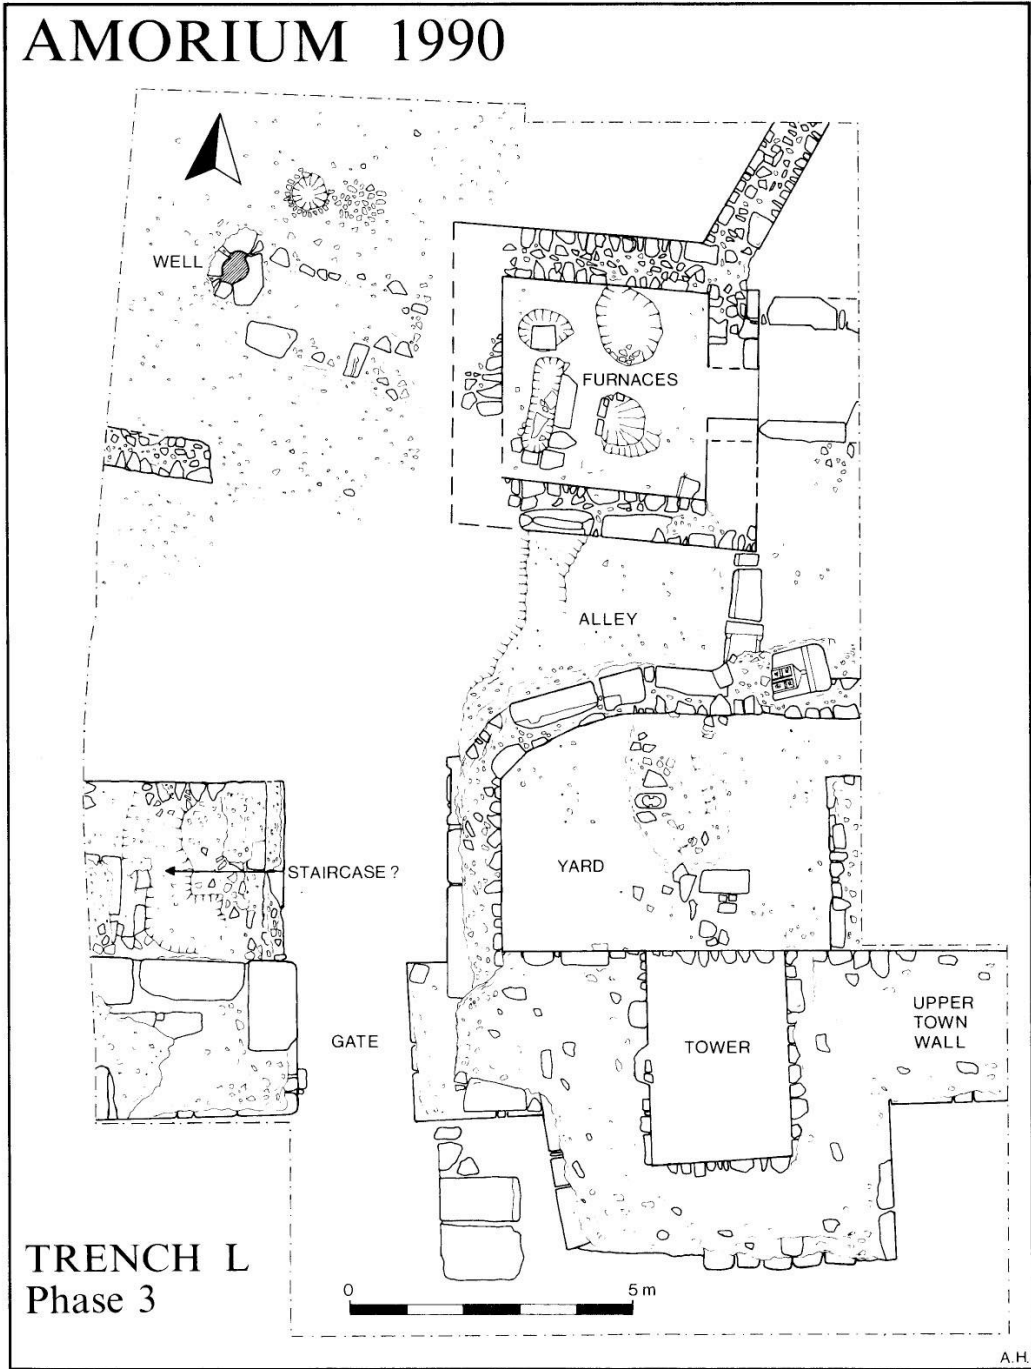 AMORIUM 1990
WELL
FURNACES
ALLEY
STAIRCASE ?
YARD
GATE
TOWER
UPPER
TOWN
WALL
TRENCH L
Phase 3
0 5 m
A.H.